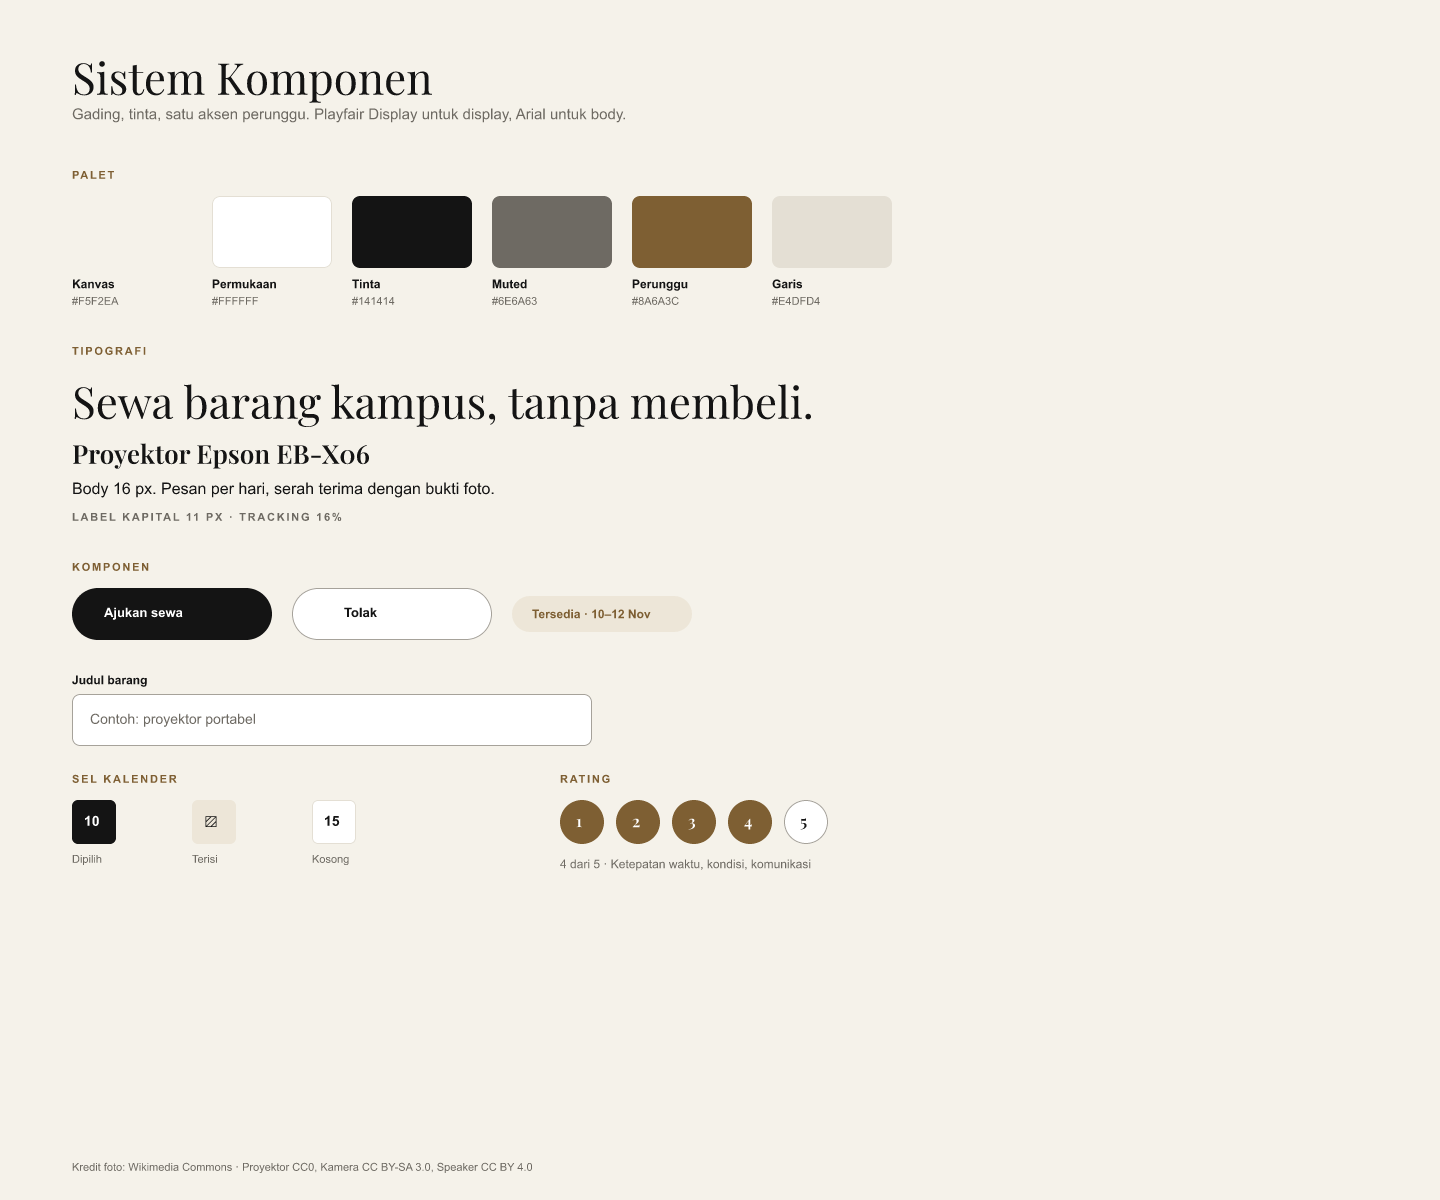 Sistem Komponen
Gading, tinta, satu aksen perunggu. Playfair Display untuk display, Arial untuk body.
PALET
Kanvas
#F5F2EA
Permukaan
#FFFFFF
Tinta
#141414
Muted
#6E6A63
Perunggu
#8A6A3C
Garis
#E4DFD4
TIPOGRAFI
Sewa barang kampus, tanpa membeli.
Proyektor Epson EB-X06
Body 16 px. Pesan per hari, serah terima dengan bukti foto.
LABEL KAPITAL 11 PX · TRACKING 16%
KOMPONEN
Ajukan sewa
Tolak
Tersedia · 10–12 Nov
Judul barang
Contoh: proyektor portabel
SEL KALENDER
10
▨
15
Dipilih
Terisi
Kosong
RATING
1 2 3 4 5
4 dari 5 · Ketepatan waktu, kondisi, komunikasi
Kredit foto: Wikimedia Commons · Proyektor CC0, Kamera CC BY-SA 3.0, Speaker CC BY 4.0